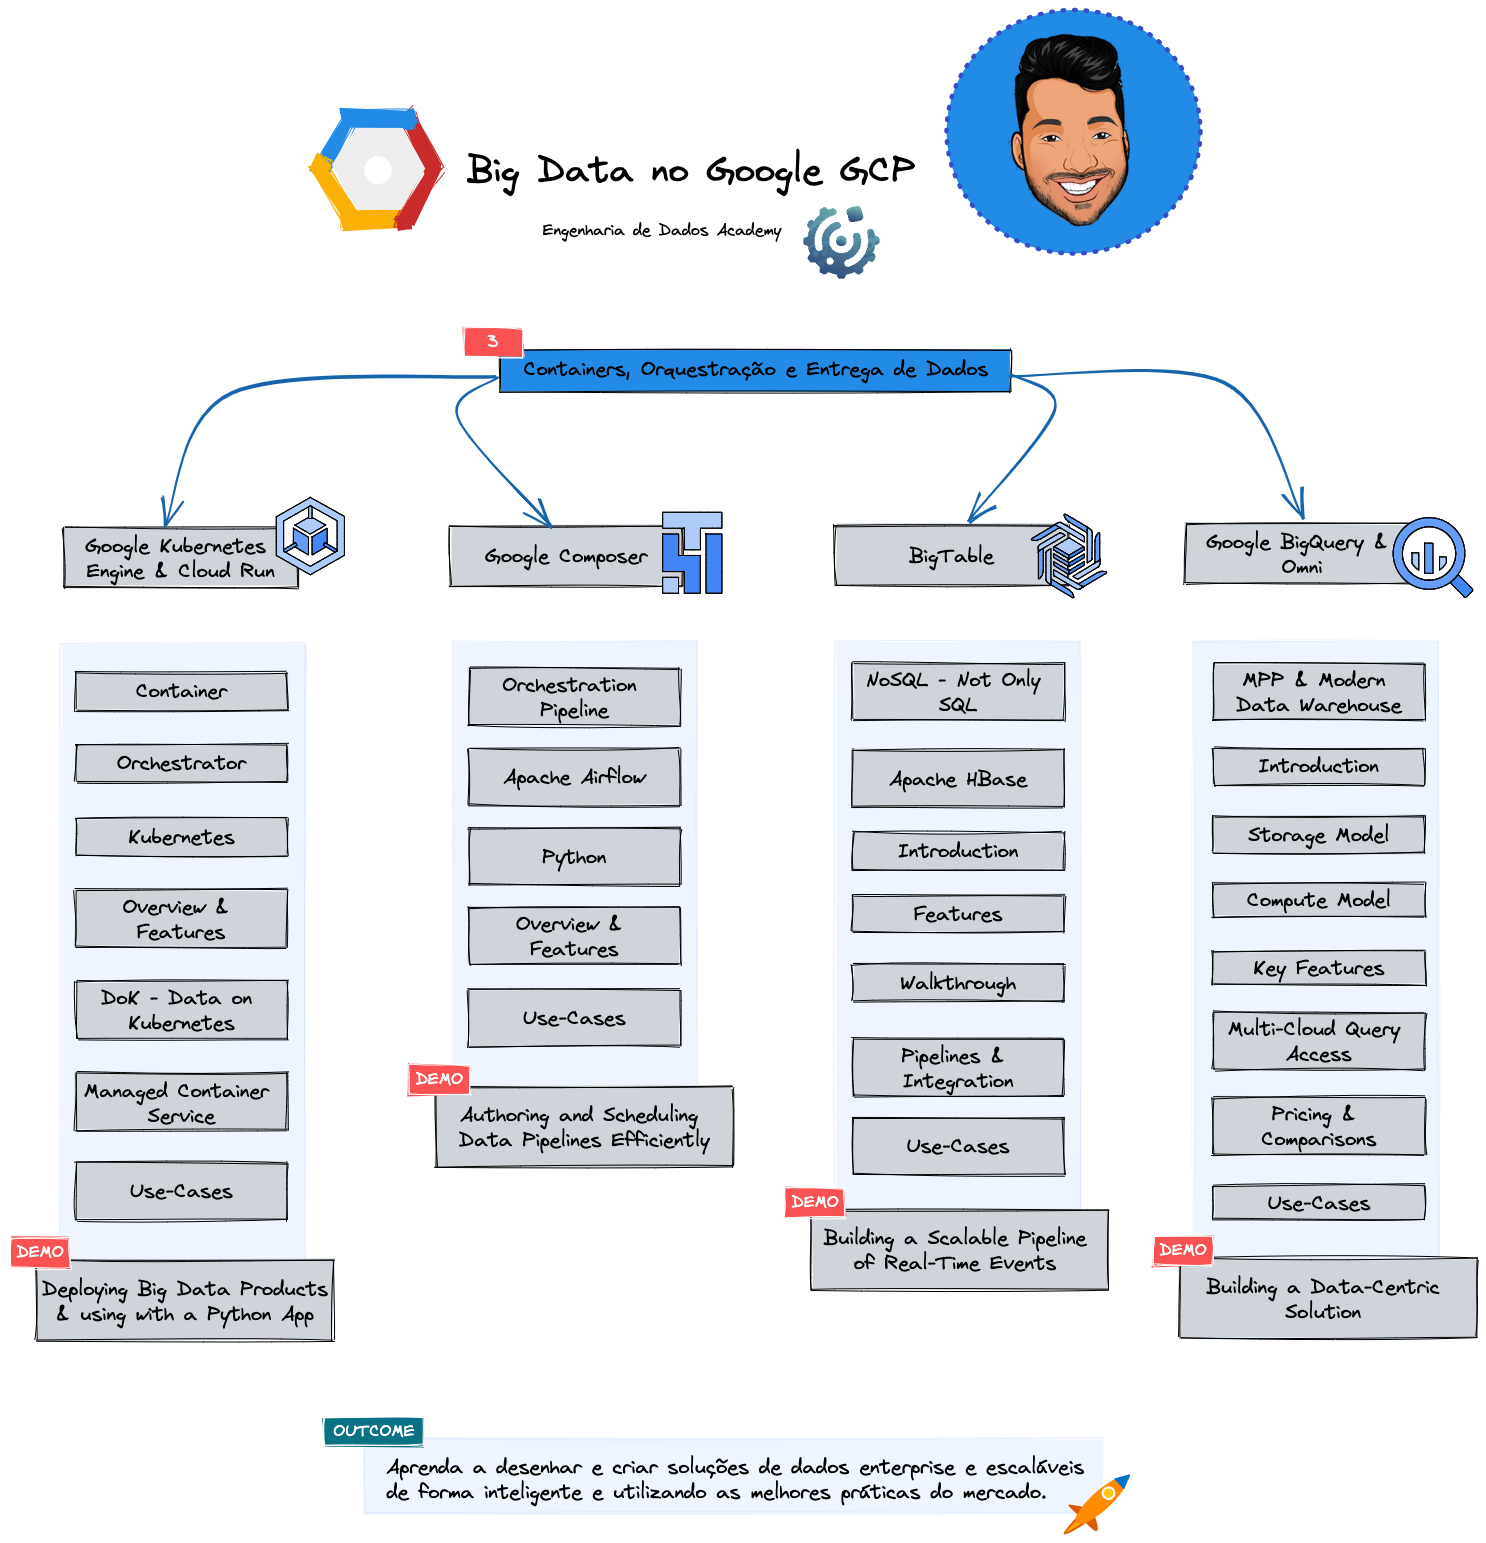 Big Data no Google GCP
Engenharia de Dados Academy
3
Containers, Orquestração e Entrega de Dados
Google Kubernetes
Engine & Cloud Run
Google Composer
BigTable
Google BigQuery &
Omni
Container
Orchestrator
Kubernetes
Overview &
Features
DoK - Data on
Kubernetes
Managed Container
Service
Use-Cases
DEMO
Deploying Big Data Products
& using with a Python App
Orchestration
Pipeline
Apache Airflow
Python
Overview &
Features
Use-Cases
DEMO
Authoring and Scheduling
Data Pipelines Efficiently
NoSQL - Not Only
SQL
Apache HBase
Introduction
Features
Walkthrough
Pipelines &
Integration
Use-Cases
DEMO
Building a Scalable Pipeline
of Real-Time Events
MPP & Modern
Data Warehouse
Introduction
Storage Model
Compute Model
Key Features
Multi-Cloud Query
Access
Pricing &
Comparisons
Use-Cases
DEMO
Building a Data-Centric
Solution
OUTCOME
Aprenda a desenhar e criar soluções de dados enterprise e escaláveis
de forma inteligente e utilizando as melhores práticas do mercado.